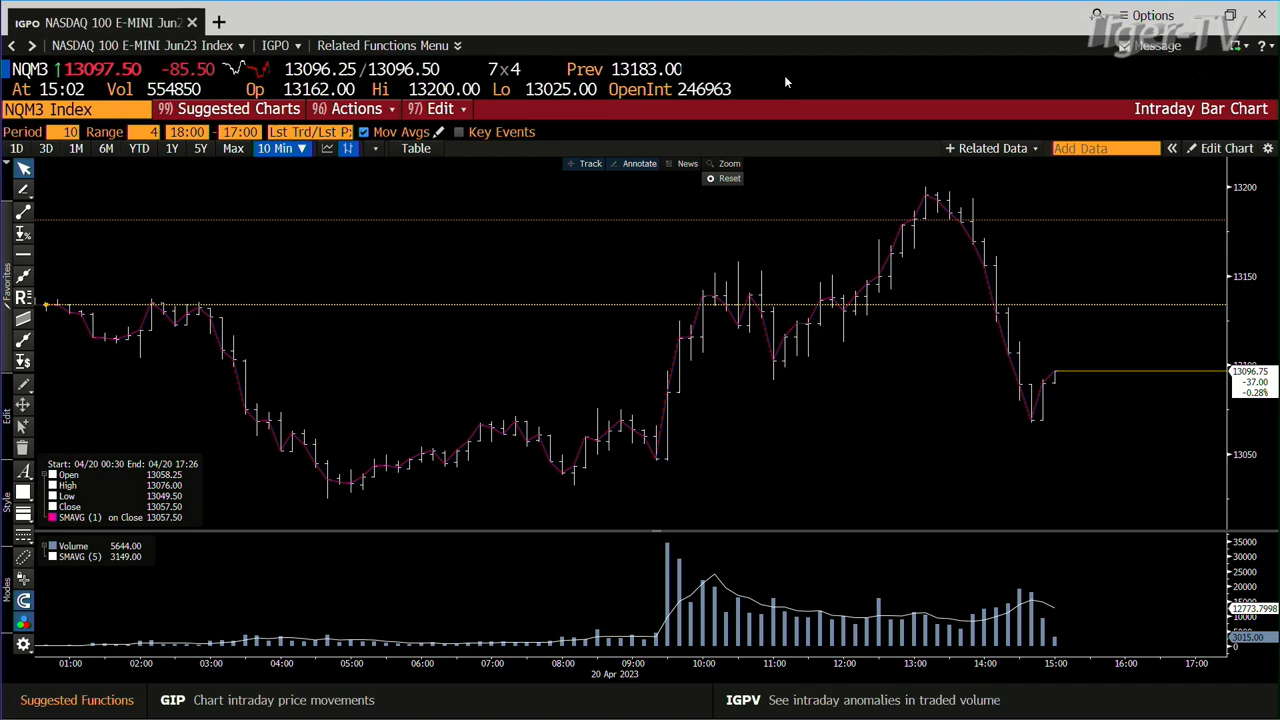 IGPO NASDAQ 100 E-MINI Jun2
Options
Tiger-TV
NASDAQ 100 E-MINI Jun23 Index IGPO Related Functions Menu Message
NQM3 ↑13097.50 -85.50 13096.25/13096.50 7x4 Prev 13183.00
At 15:02 Vol 554850 Op 13162.00 Hi 13200.00 Lo 13025.00 OpenInt 246963
NQM3 Index 99) Suggested Charts 96) Actions 97) Edit Intraday Bar Chart
Period 10 Range 4 18:00 - 17:00 Lst Trd/Lst P: Mov Avgs Key Events
1D 3D 1M 6M YTD 1Y 5Y Max 10 Min ▼ Table + Related Data Add Data « Edit Chart
Track Annotate News Zoom
Reset
13200
13150
13100
13096.75
-37.00
-0.28%
13050
Favorites
Edit
Style
Modes
Start: 04/20 00:30 End: 04/20 17:26
Open 13058.25
High 13076.00
Low 13049.50
Close 13057.50
SMAVG (1) on Close 13057.50
Volume 5644.00
SMAVG (5) 3149.00
35000
30000
25000
20000
15000
12773.7998
5000
3015.00
0
01:00 02:00 03:00 04:00 05:00 06:00 07:00 08:00 09:00 10:00 11:00 12:00 13:00 14:00 15:00 16:00 17:00
20 Apr 2023
Suggested Functions GIP Chart intraday price movements IGPV See intraday anomalies in traded volume